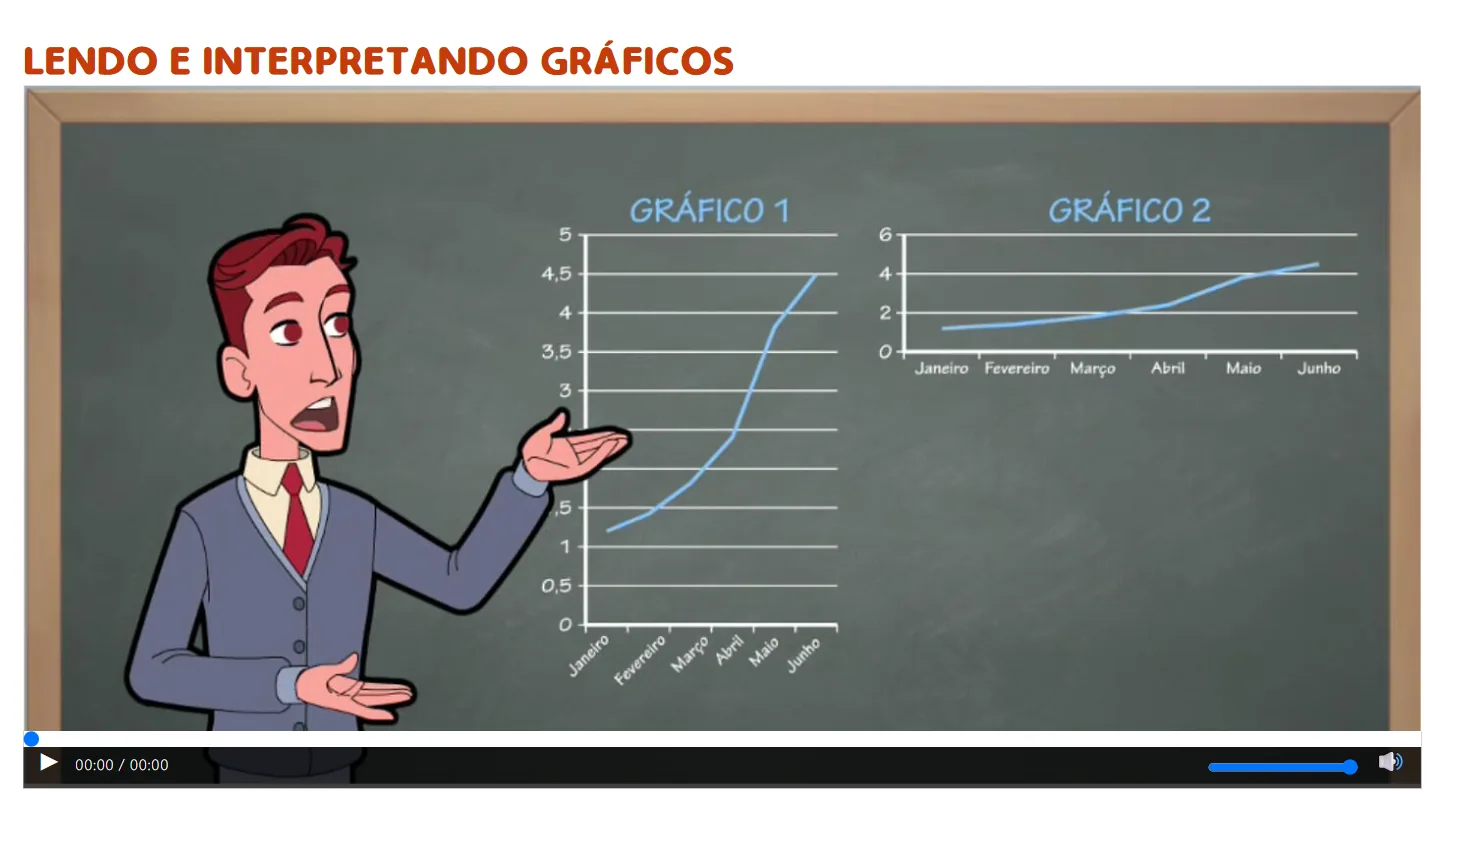 LENDO E INTERPRETANDO GRÁFICOS
GRÁFICO 1
5
4,5
4
3,5
3
,5
1
0,5
0
Janeiro Fevereiro Março Abril Maio Junho
GRÁFICO 2
6
4
2
0
Janeiro Fevereiro Março Abril Maio Junho
00:00 / 00:00